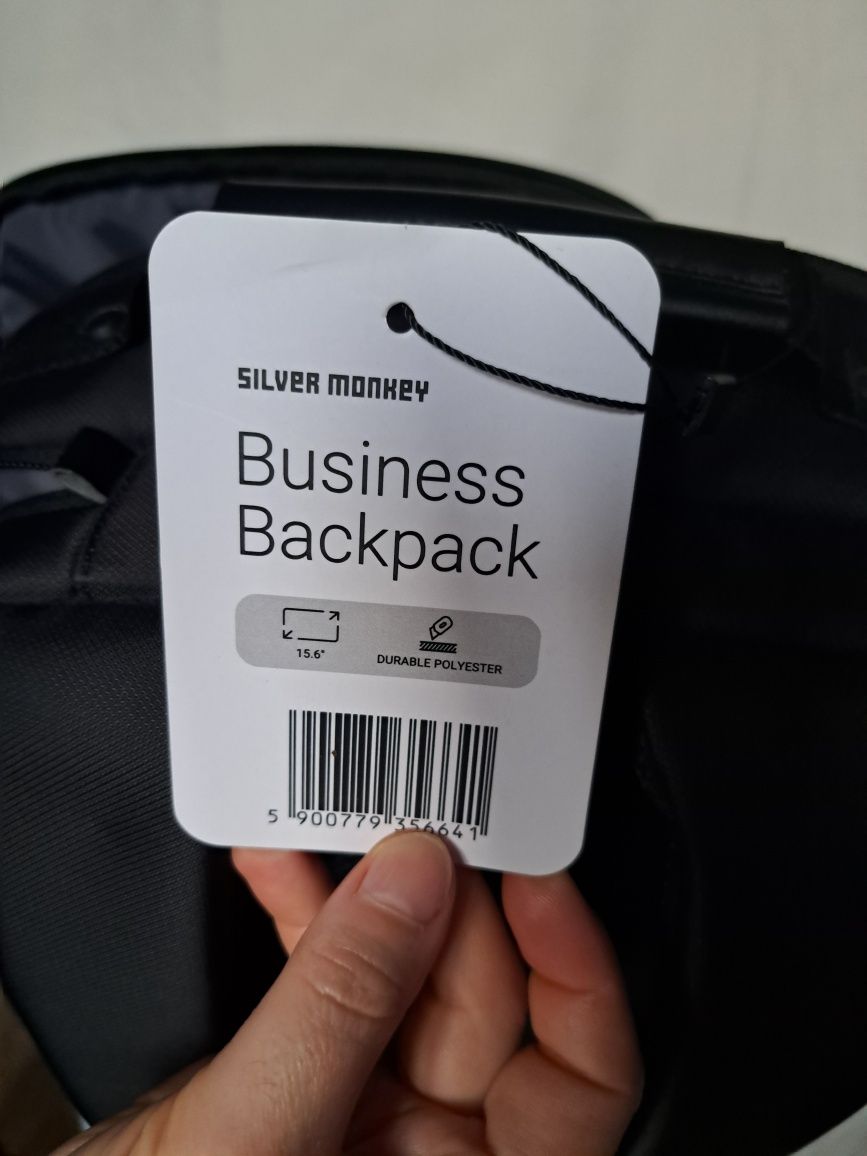 SILVER MONKEY
Business
Backpack
15.6"
DURABLE POLYESTER
5 900779 356641